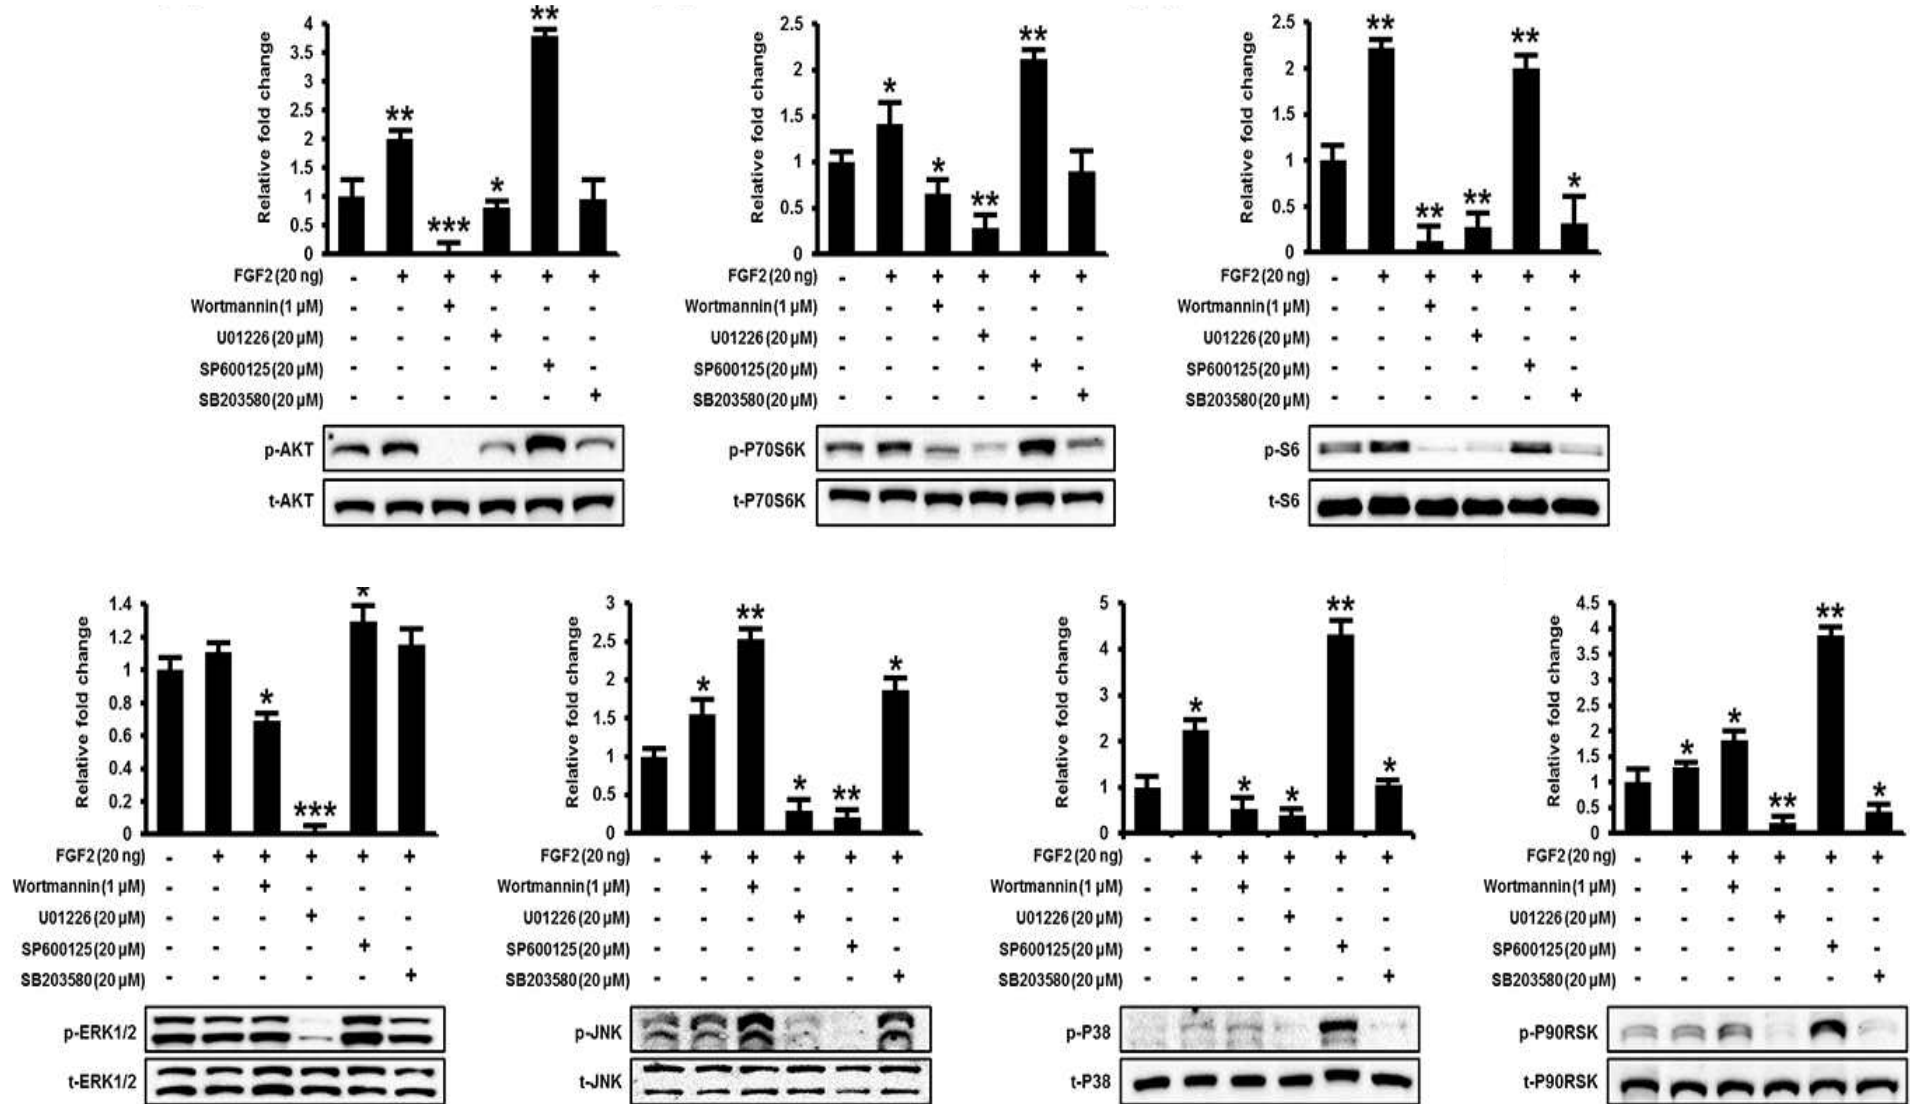 ** 
4
3.5
3
2.5
2
1.5
1
0.5
0
Relative fold change
**
***
*
FGF2 (20 ng) - + + + + +
Wortmannin (1 µM) - - + - - -
U01226 (20 µM) - - - + - -
SP600125 (20 µM) - - - - + -
SB203580 (20 µM) - - - - - +
p-AKT
t-AKT
2.5
2
1.5
1
0.5
0
Relative fold change
*
*
**
**
FGF2 (20 ng) - + + + + +
Wortmannin (1 µM) - - + - - -
U01226 (20 µM) - - - + - -
SP600125 (20 µM) - - - - + -
SB203580 (20 µM) - - - - - +
p-P70S6K
t-P70S6K
2.5
2
1.5
1
0.5
0
Relative fold change
**
**
**
**
*
FGF2 (20 ng) - + + + + +
Wortmannin (1 µM) - - + - - -
U01226 (20 µM) - - - + - -
SP600125 (20 µM) - - - - + -
SB203580 (20 µM) - - - - - +
p-S6
t-S6
1.4
1.2
1
0.8
0.6
0.4
0.2
0
Relative fold change
*
***
*
FGF2 (20 ng) - + + + + +
Wortmannin (1 µM) - - + - - -
U01226 (20 µM) - - - + - -
SP600125 (20 µM) - - - - + -
SB203580 (20 µM) - - - - - +
p-ERK1/2
t-ERK1/2
3
2.5
2
1.5
1
0.5
0
Relative fold change
*
**
*
**
*
FGF2 (20 ng) - + + + + +
Wortmannin (1 µM) - - + - - -
U01226 (20 µM) - - - + - -
SP600125 (20 µM) - - - - + -
SB203580 (20 µM) - - - - - +
p-JNK
t-JNK
5
4
3
2
1
0
Relative fold change
*
*
*
**
*
FGF2 (20 ng) - + + + + +
Wortmannin (1 µM) - - + - - -
U01226 (20 µM) - - - + - -
SP600125 (20 µM) - - - - + -
SB203580 (20 µM) - - - - - +
p-P38
t-P38
4.5
4
3.5
3
2.5
2
1.5
1
0.5
0
Relative fold change
*
*
**
**
*
FGF2 (20 ng) - + + + + +
Wortmannin (1 µM) - - + - - -
U01226 (20 µM) - - - + - -
SP600125 (20 µM) - - - - + -
SB203580 (20 µM) - - - - - +
p-P90RSK
t-P90RSK